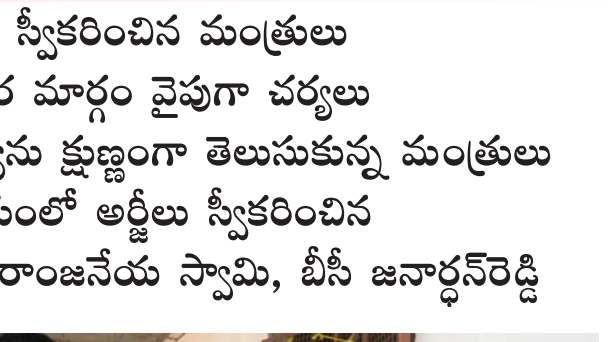 స్వీకరించిన మంత్రులు
మార్గం వైపుగా చర్యలు
క్షుణ్ణంగా తెలుసుకున్న మంత్రులు
అర్జీలు స్వీకరించిన
స్వామి, బీసీ జనార్ధన్‌రెడ్డి